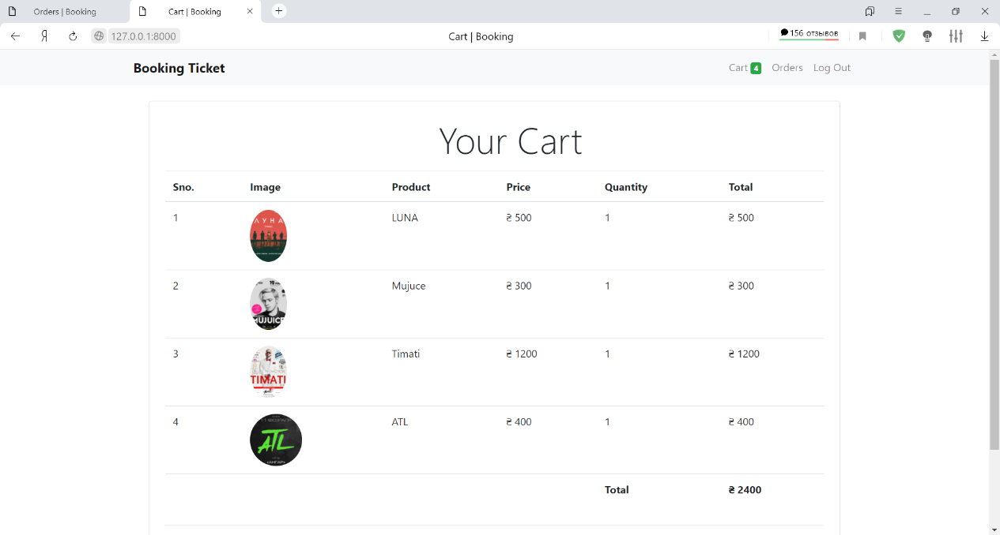 Orders | Booking
Cart | Booking
127.0.0.1:8000
Cart | Booking
156 отзывов
Booking Ticket
Cart 4 Orders Log Out
Your Cart
Sno. Image Product Price Quantity Total
1 LUNA ₴ 500 1 ₴ 500
ЛУНА
2 Mujuce ₴ 300 1 ₴ 300
MUJUICE
3 Timati ₴ 1200 1 ₴ 1200
TIMATI
4 ATL ₴ 400 1 ₴ 400
ATL
Total ₴ 2400